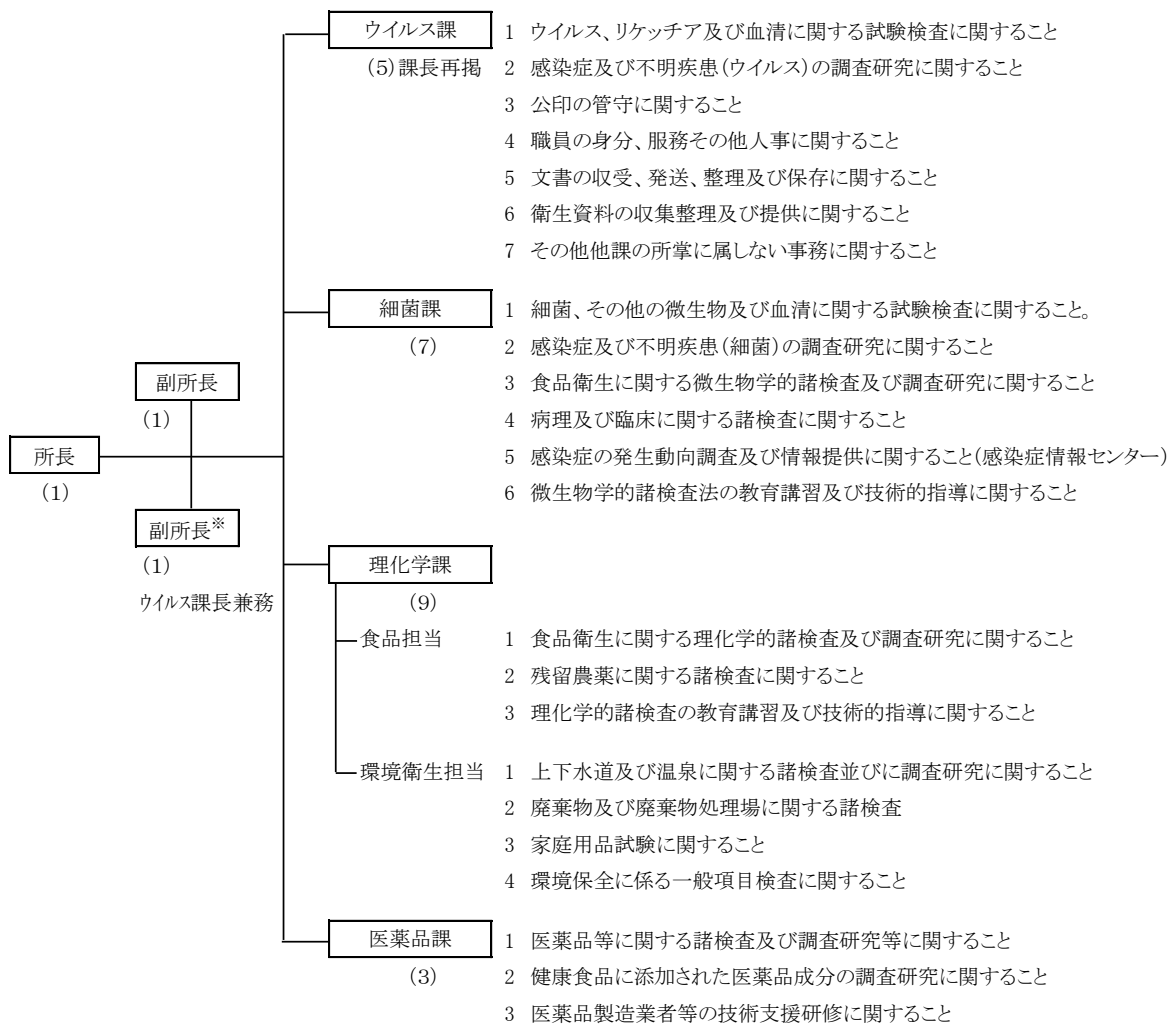 ウイルス課
(5)課長再掲
1 ウイルス、リケッチア及び血清に関する試験検査に関すること
2 感染症及び不明疾患(ウイルス)の調査研究に関すること
3 公印の管守に関すること
4 職員の身分、服務その他人事に関すること
5 文書の収受、発送、整理及び保存に関すること
6 衛生資料の収集整理及び提供に関すること
7 その他他課の所掌に属しない事務に関すること
細菌課
(7)
1 細菌、その他の微生物及び血清に関する試験検査に関すること。
2 感染症及び不明疾患(細菌)の調査研究に関すること
3 食品衛生に関する微生物学的諸検査及び調査研究に関すること
4 病理及び臨床に関する諸検査に関すること
5 感染症の発生動向調査及び情報提供に関すること(感染症情報センター)
6 微生物学的諸検査法の教育講習及び技術的指導に関すること
副所長
(1)
所長
(1)
副所長※
(1)
ウイルス課長兼務
理化学課
(9)
食品担当
1 食品衛生に関する理化学的諸検査及び調査研究に関すること
2 残留農薬に関する諸検査に関すること
3 理化学的諸検査の教育講習及び技術的指導に関すること
環境衛生担当
1 上下水道及び温泉に関する諸検査並びに調査研究に関すること
2 廃棄物及び廃棄物処理場に関する諸検査
3 家庭用品試験に関すること
4 環境保全に係る一般項目検査に関すること
医薬品課
(3)
1 医薬品等に関する諸検査及び調査研究等に関すること
2 健康食品に添加された医薬品成分の調査研究に関すること
3 医薬品製造業者等の技術支援研修に関すること